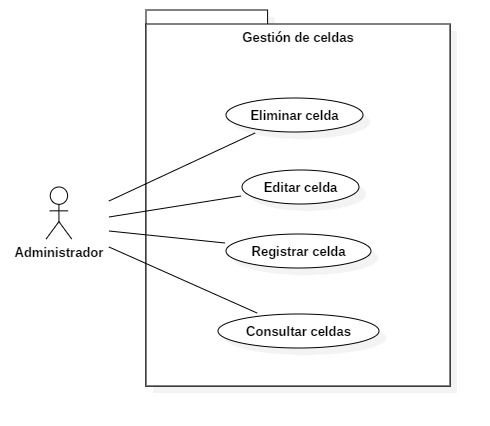 Gestión de celdas
Eliminar celda
Editar celda
Registrar celda
Administrador
Consultar celdas